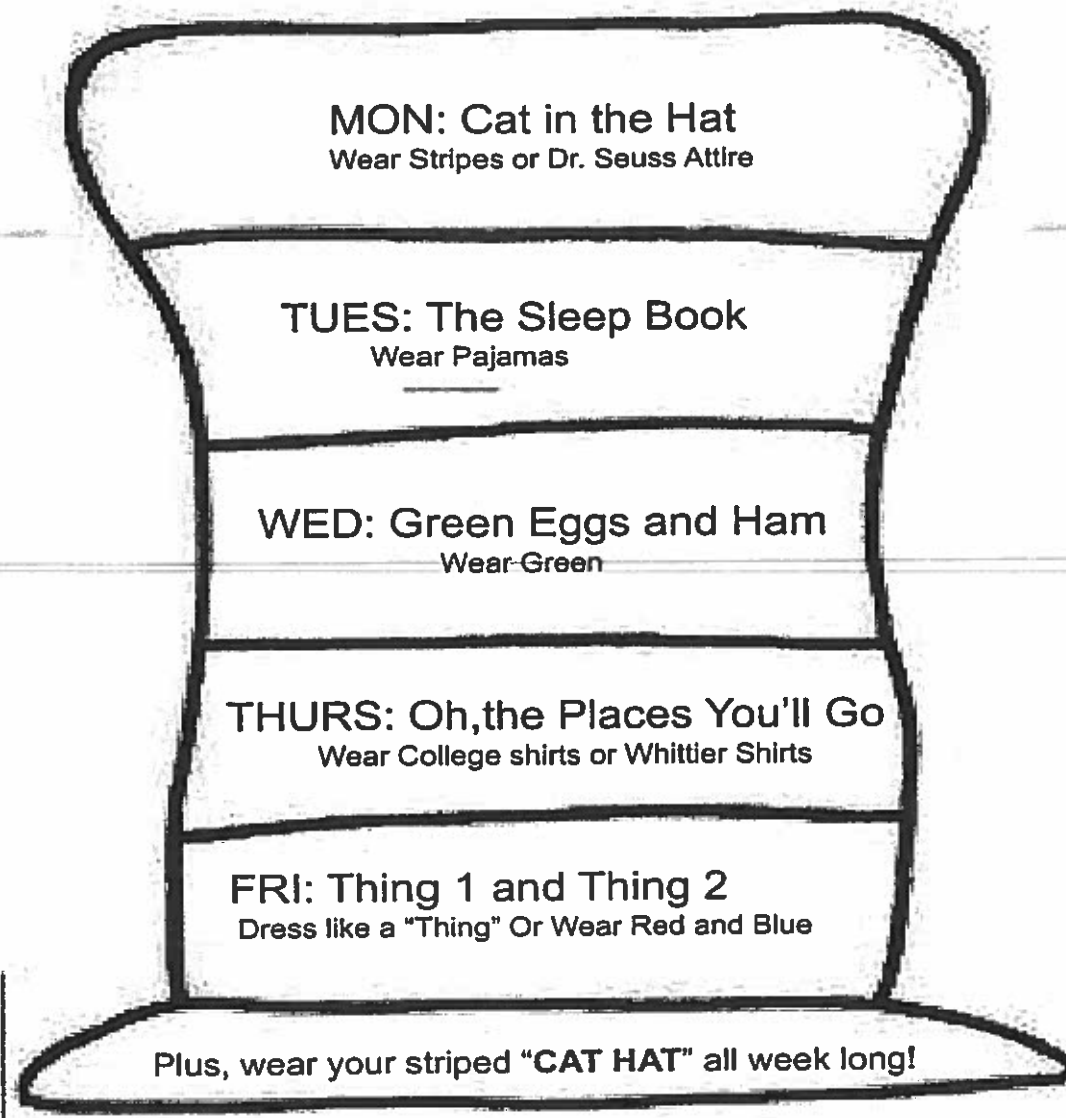 MON: Cat in the Hat
Wear Stripes or Dr. Seuss Attire
TUES: The Sleep Book
Wear Pajamas
WED: Green Eggs and Ham
Wear Green
THURS: Oh,the Places You'll Go
Wear College shirts or Whittier Shirts
FRI: Thing 1 and Thing 2
Dress like a "Thing" Or Wear Red and Blue
Plus, wear your striped "CAT HAT" all week long!